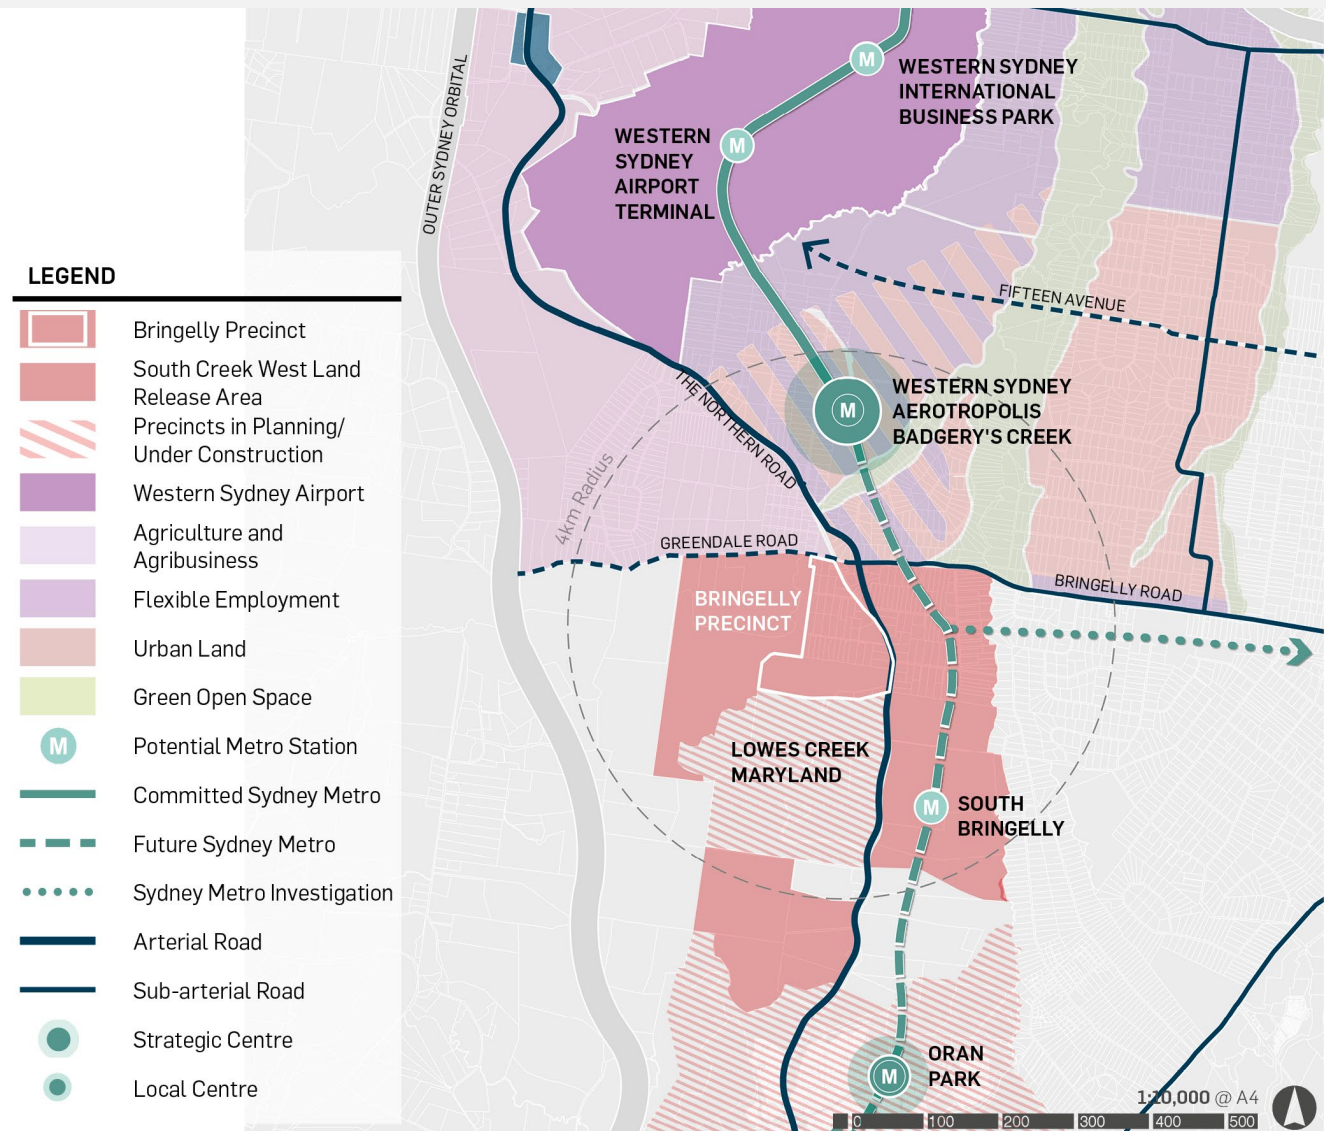 LEGEND
Bringelly Precinct
South Creek West Land
Release Area
Precincts in Planning/
Under Construction
Western Sydney Airport
Agriculture and
Agribusiness
Flexible Employment
Urban Land
Green Open Space
M
Potential Metro Station
Committed Sydney Metro
Future Sydney Metro
Sydney Metro Investigation
Arterial Road
Sub-arterial Road
Strategic Centre
Local Centre
OUTER SYDNEY ORBITAL
M
WESTERN SYDNEY
INTERNATIONAL
BUSINESS PARK
M
WESTERN
SYDNEY
AIRPORT
TERMINAL
FIFTEEN AVENUE
M
WESTERN SYDNEY
AEROTROPOLIS
BADGERY'S CREEK
THE NORTHERN ROAD
4km Radius
GREENDALE ROAD
BRINGELLY ROAD
BRINGELLY
PRECINCT
LOWES CREEK
MARYLAND
M
SOUTH
BRINGELLY
M
ORAN
PARK
1:10,000 @ A4
0 100 200 300 400 500